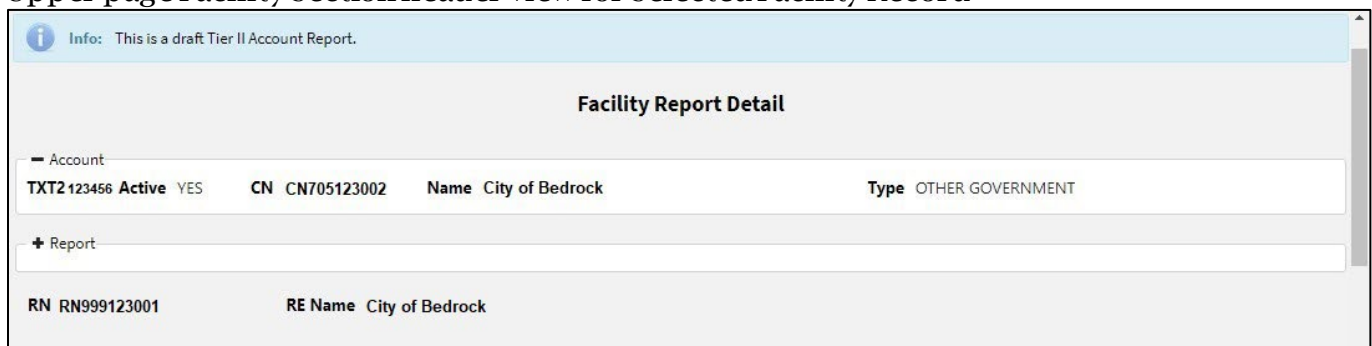 Upper page Facility Section Header view for selected Facility Record
Info: This is a draft Tier II Account Report.
Facility Report Detail
Account
TXT2 123456 Active YES CN CN705123002 Name City of Bedrock Type OTHER GOVERNMENT
Report
RN RN999123001 RE Name City of Bedrock